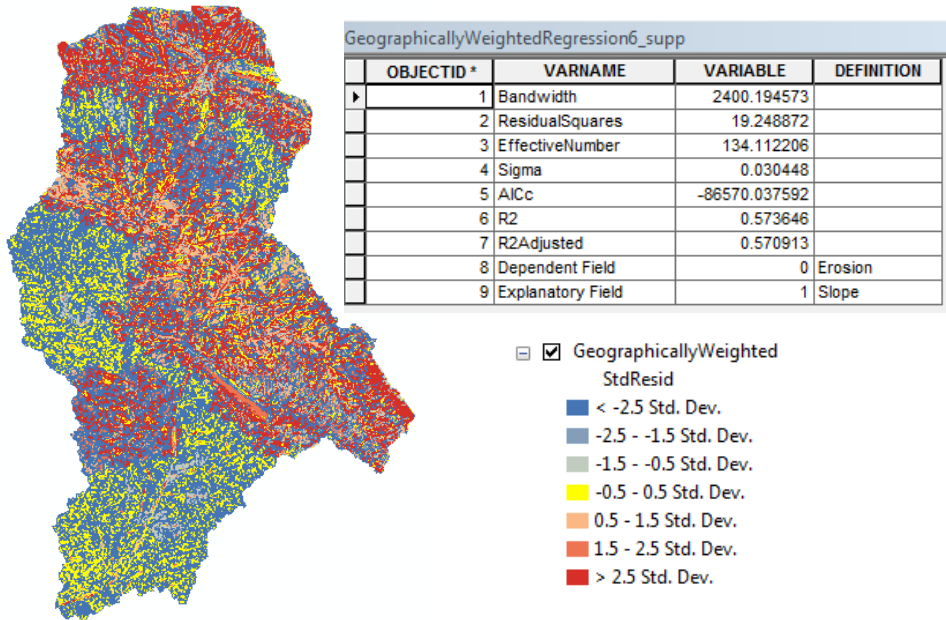 GeographicallyWeightedRegression6_supp
OBJECTID * VARNAME VARIABLE DEFINITION
1 Bandwidth 2400.194573
2 ResidualSquares 19.248872
3 EffectiveNumber 134.112206
4 Sigma 0.030448
5 AICc -86570.037592
6 R2 0.573646
7 R2Adjusted 0.570913
8 Dependent Field 0 Erosion
9 Explanatory Field 1 Slope
GeographicallyWeighted
StdResid
< -2.5 Std. Dev.
-2.5 - -1.5 Std. Dev.
-1.5 - -0.5 Std. Dev.
-0.5 - 0.5 Std. Dev.
0.5 - 1.5 Std. Dev.
1.5 - 2.5 Std. Dev.
> 2.5 Std. Dev.